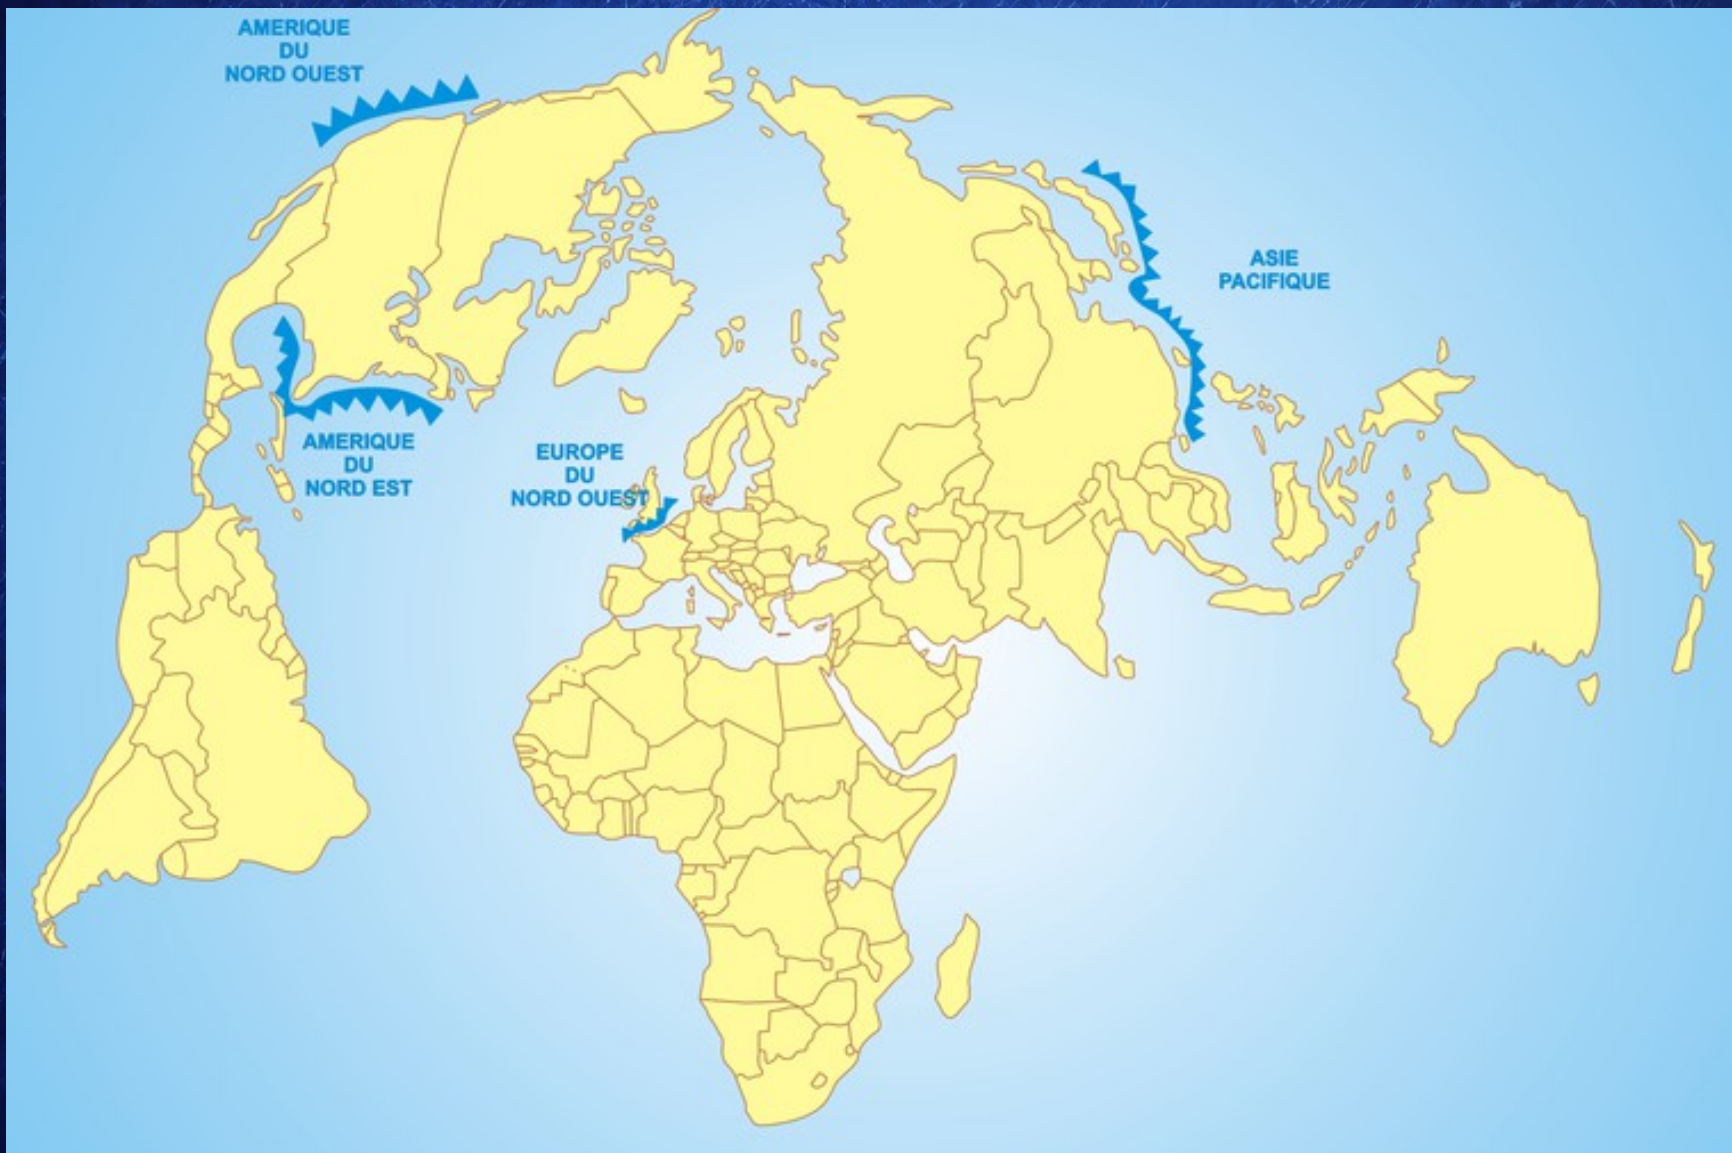 AMERIQUE
DU
NORD OUEST
ASIE
PACIFIQUE
AMERIQUE
DU
NORD EST
EUROPE
DU
NORD OUEST